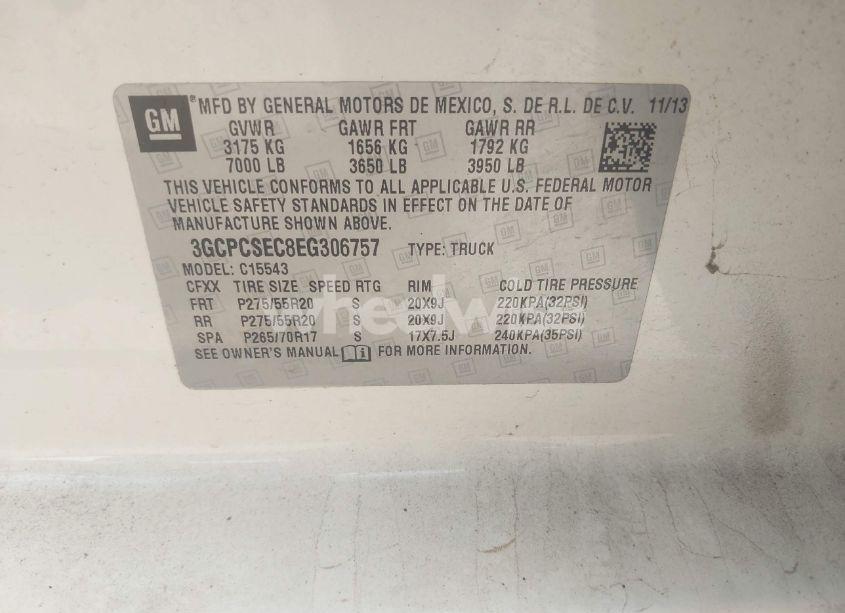 GM
® MFD BY GENERAL MOTORS DE MEXICO, S. DE R.L. DE C.V. 11/13
GVWR GAWR FRT GAWR RR
3175 KG 1656 KG 1792 KG
7000 LB 3650 LB 3950 LB
THIS VEHICLE CONFORMS TO ALL APPLICABLE U.S. FEDERAL MOTOR
VEHICLE SAFETY STANDARDS IN EFFECT ON THE DATE OF
MANUFACTURE SHOWN ABOVE.
3GCPCSEC8EG306757 TYPE: TRUCK
MODEL: C15543
CFXX TIRE SIZE SPEED RTG RIM COLD TIRE PRESSURE
FRT P275/55R20 S 20X9J 220KPA(32PSI)
RR P275/55R20 S 20X9J 220KPA(32PSI)
SPA P265/70R17 S 17X7.5J 240KPA(35PSI)
SEE OWNER'S MANUAL FOR MORE INFORMATION.